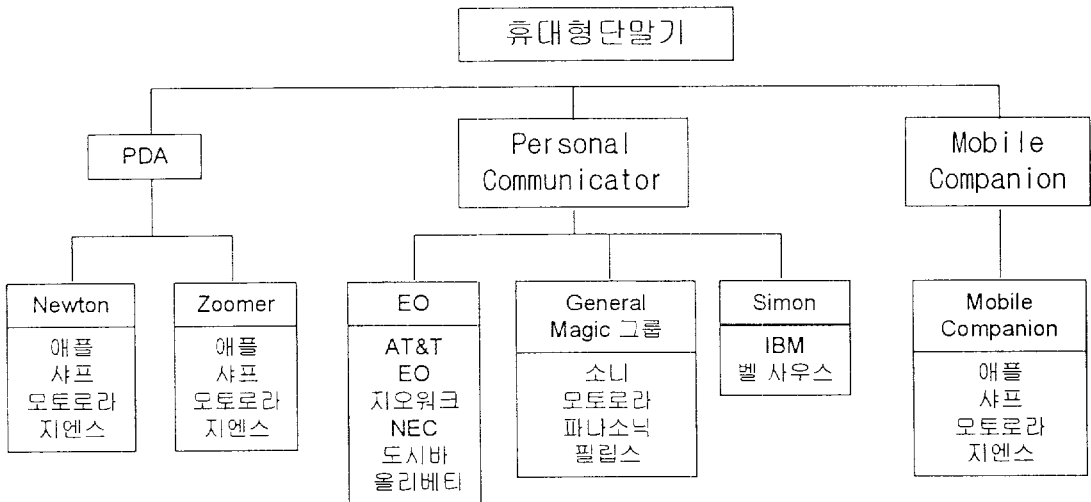 휴대형단말기
PDA
Personal
Communicator
Mobile
Companion
Newton
애플
샤프
모토로라
지엔스
Zoomer
애플
샤프
모토로라
지엔스
EO
AT&T
EO
지오워크
NEC
도시바
올리베티
General
Magic 그룹
소니
모토로라
파나소닉
필립스
Simon
IBM
벨 사우스
Mobile
Companion
애플
샤프
모토로라
지엔스